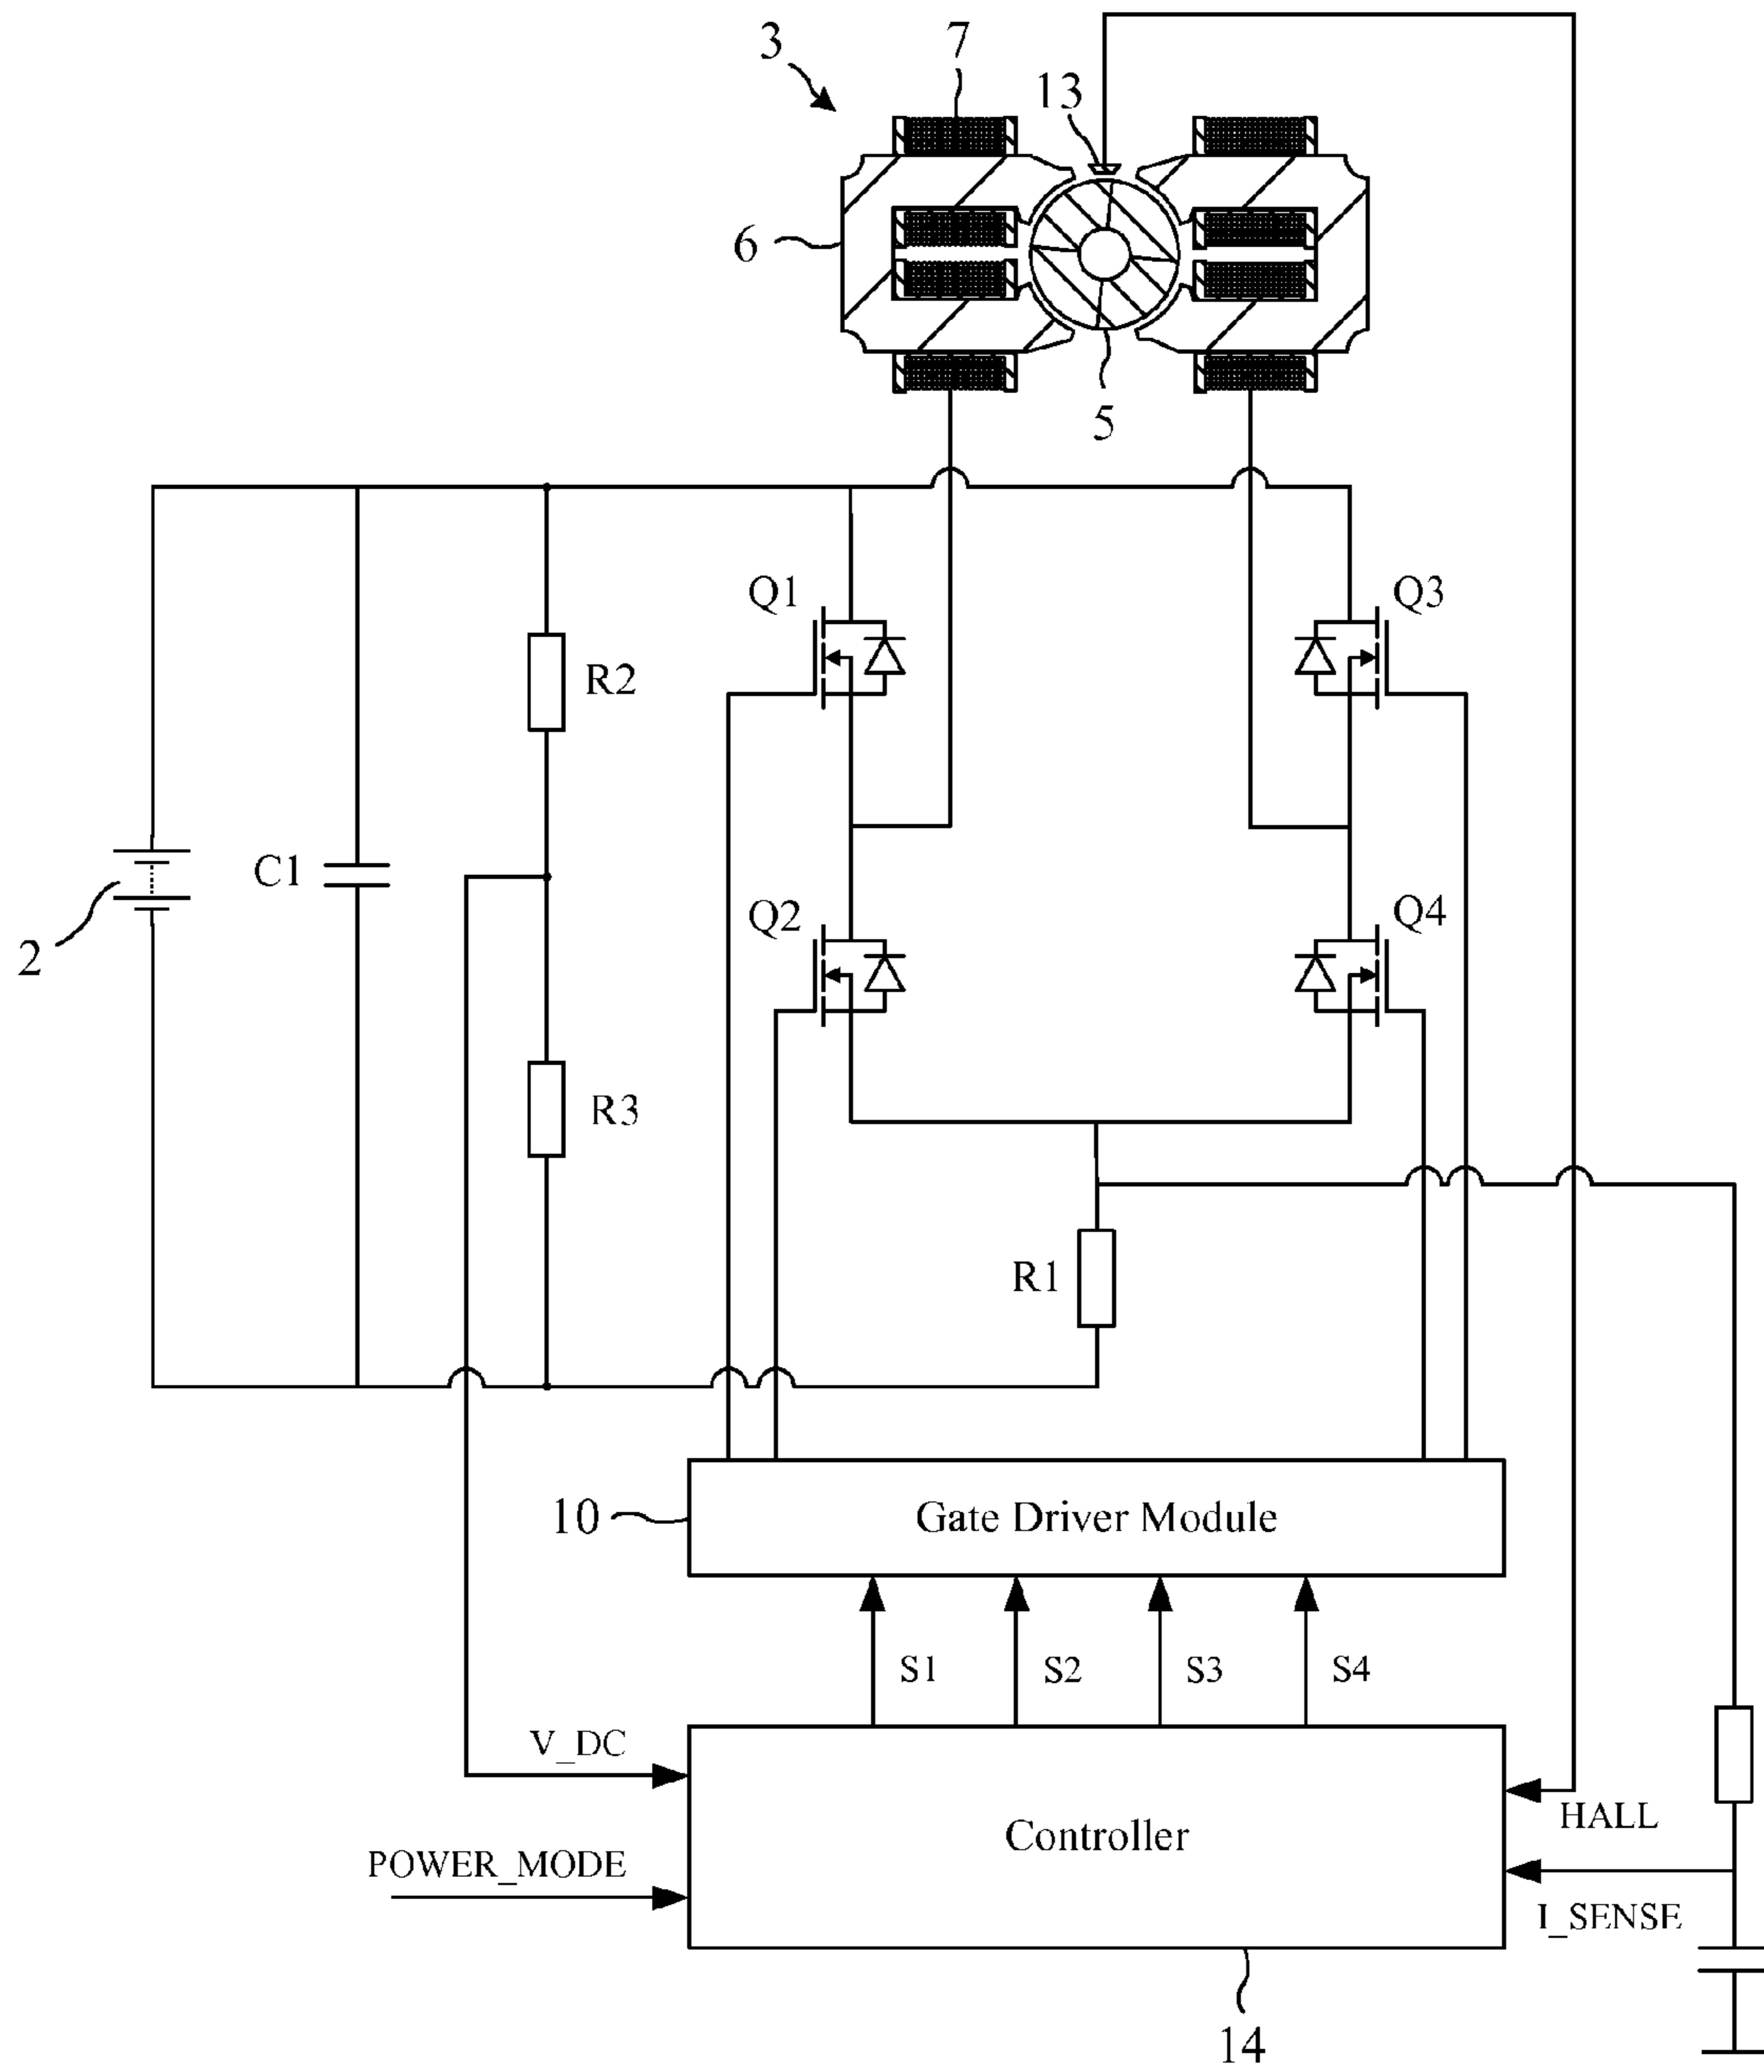 3
7
13
6
5
Q1
Q3
R2
C1
Q2
Q4
2
R3
R1
10
Gate Driver Module
S1
S2
S3
S4
V_DC
HALL
Controller
POWER_MODE
I_SENSE
14